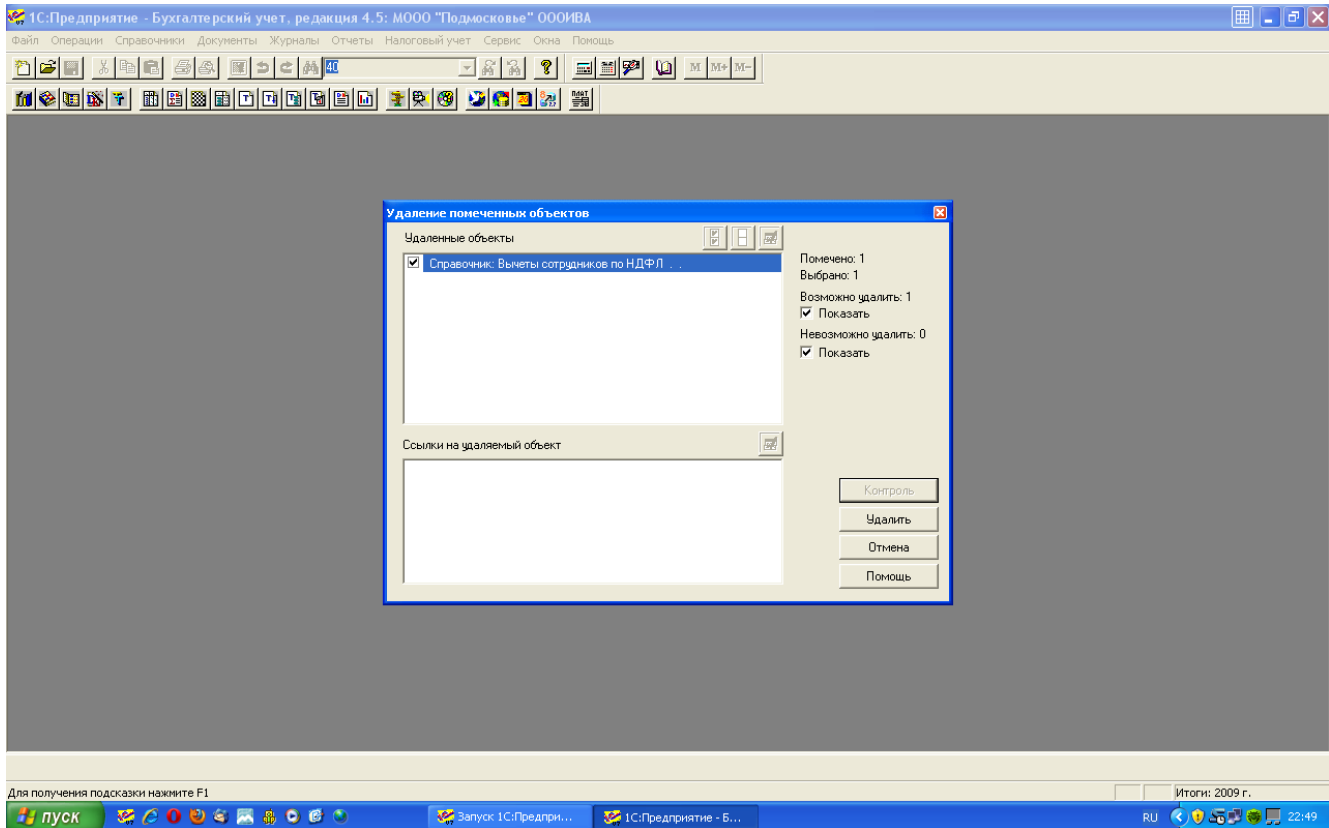 1С:Предприятие - Бухгалтерский учет, редакция 4.5: МООО "Подмосковье" ОООИВА
Файл Операции Справочники Документы Журналы Отчеты Налоговый учет Сервис Окна Помощь
40
M M+ M-
Удаление помеченных объектов
Удаленные объекты
Справочник: Вычеты сотрудников по НДФЛ . .
Помечено: 1
Выбрано: 1
Возможно удалить: 1
Показать
Невозможно удалить: 0
Показать
Ссылки на удаляемый объект
Контроль
Удалить
Отмена
Помощь
Для получения подсказки нажмите F1
Итоги: 2009 г.
пуск
Запуск 1С:Предпри...
1С:Предприятие - Б...
RU
22:49